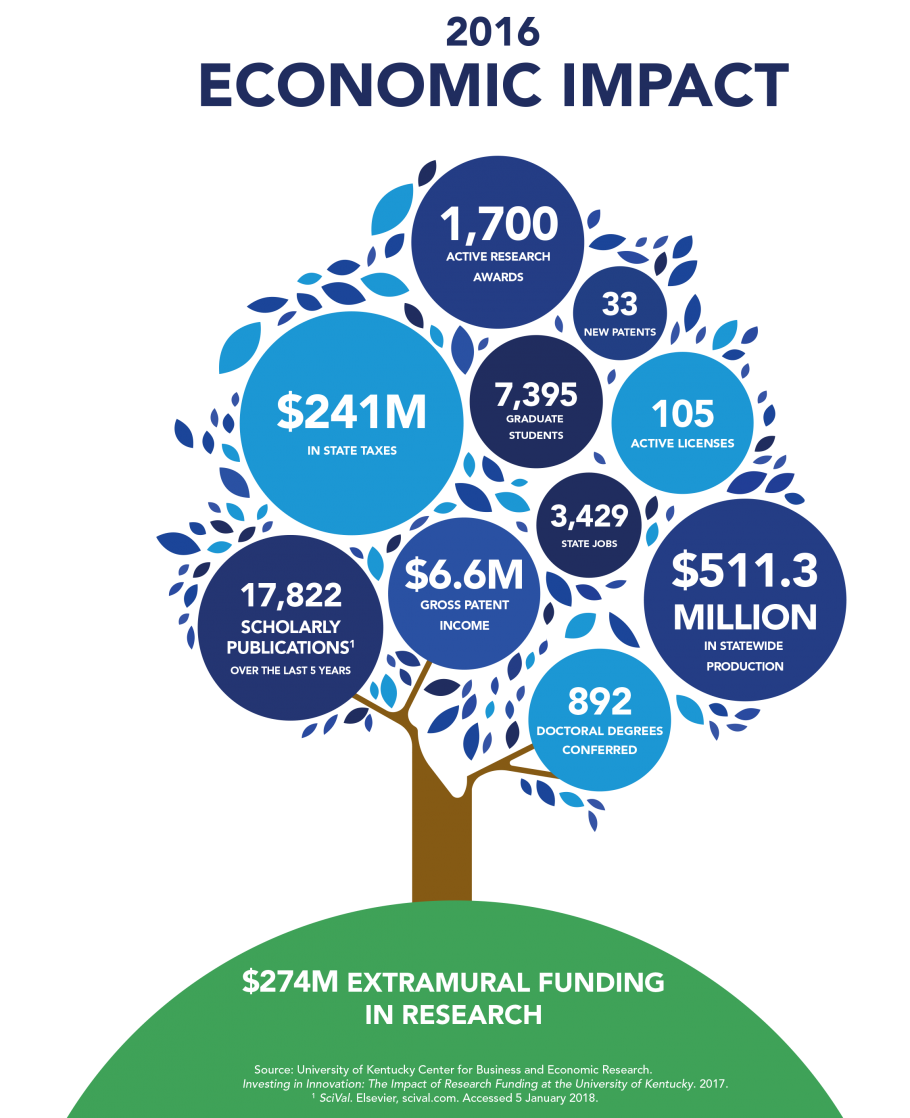 2016
ECONOMIC IMPACT
1,700
ACTIVE RESEARCH
AWARDS
33
NEW PATENTS
$241M
IN STATE TAXES
7,395
GRADUATE
STUDENTS
105
ACTIVE LICENSES
3,429
STATE JOBS
$511.3
MILLION
IN STATEWIDE
PRODUCTION
17,822
SCHOLARLY
PUBLICATIONS¹
OVER THE LAST 5 YEARS
$6.6M
GROSS PATENT
INCOME
892
DOCTORAL DEGREES
CONFERRED
$274M EXTRAMURAL FUNDING
IN RESEARCH
Source: University of Kentucky Center for Business and Economic Research.
Investing in Innovation: The Impact of Research Funding at the University of Kentucky. 2017.
¹ SciVal. Elsevier, scival.com. Accessed 5 January 2018.